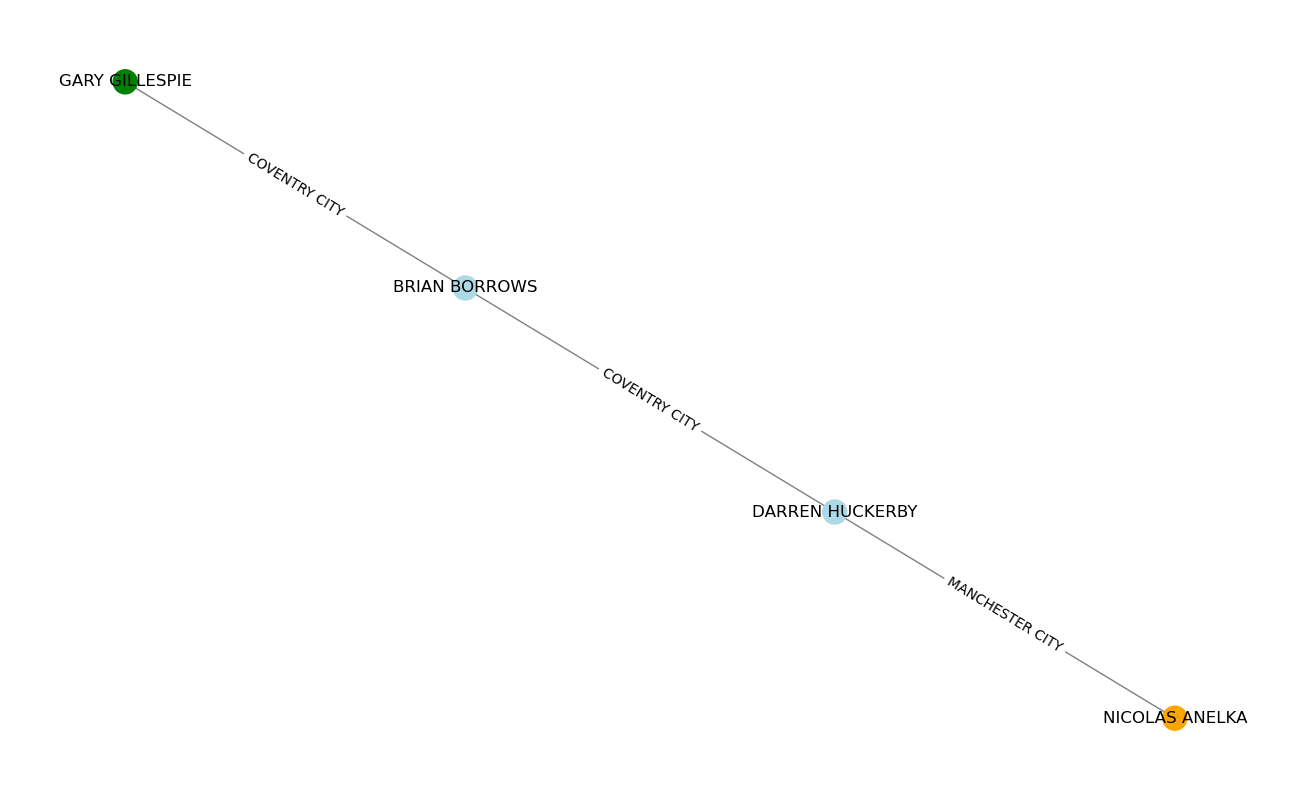 GARY GILLESPIE
COVENTRY CITY
BRIAN BORROWS
COVENTRY CITY
DARREN HUCKERBY
MANCHESTER CITY
NICOLAS ANELKA